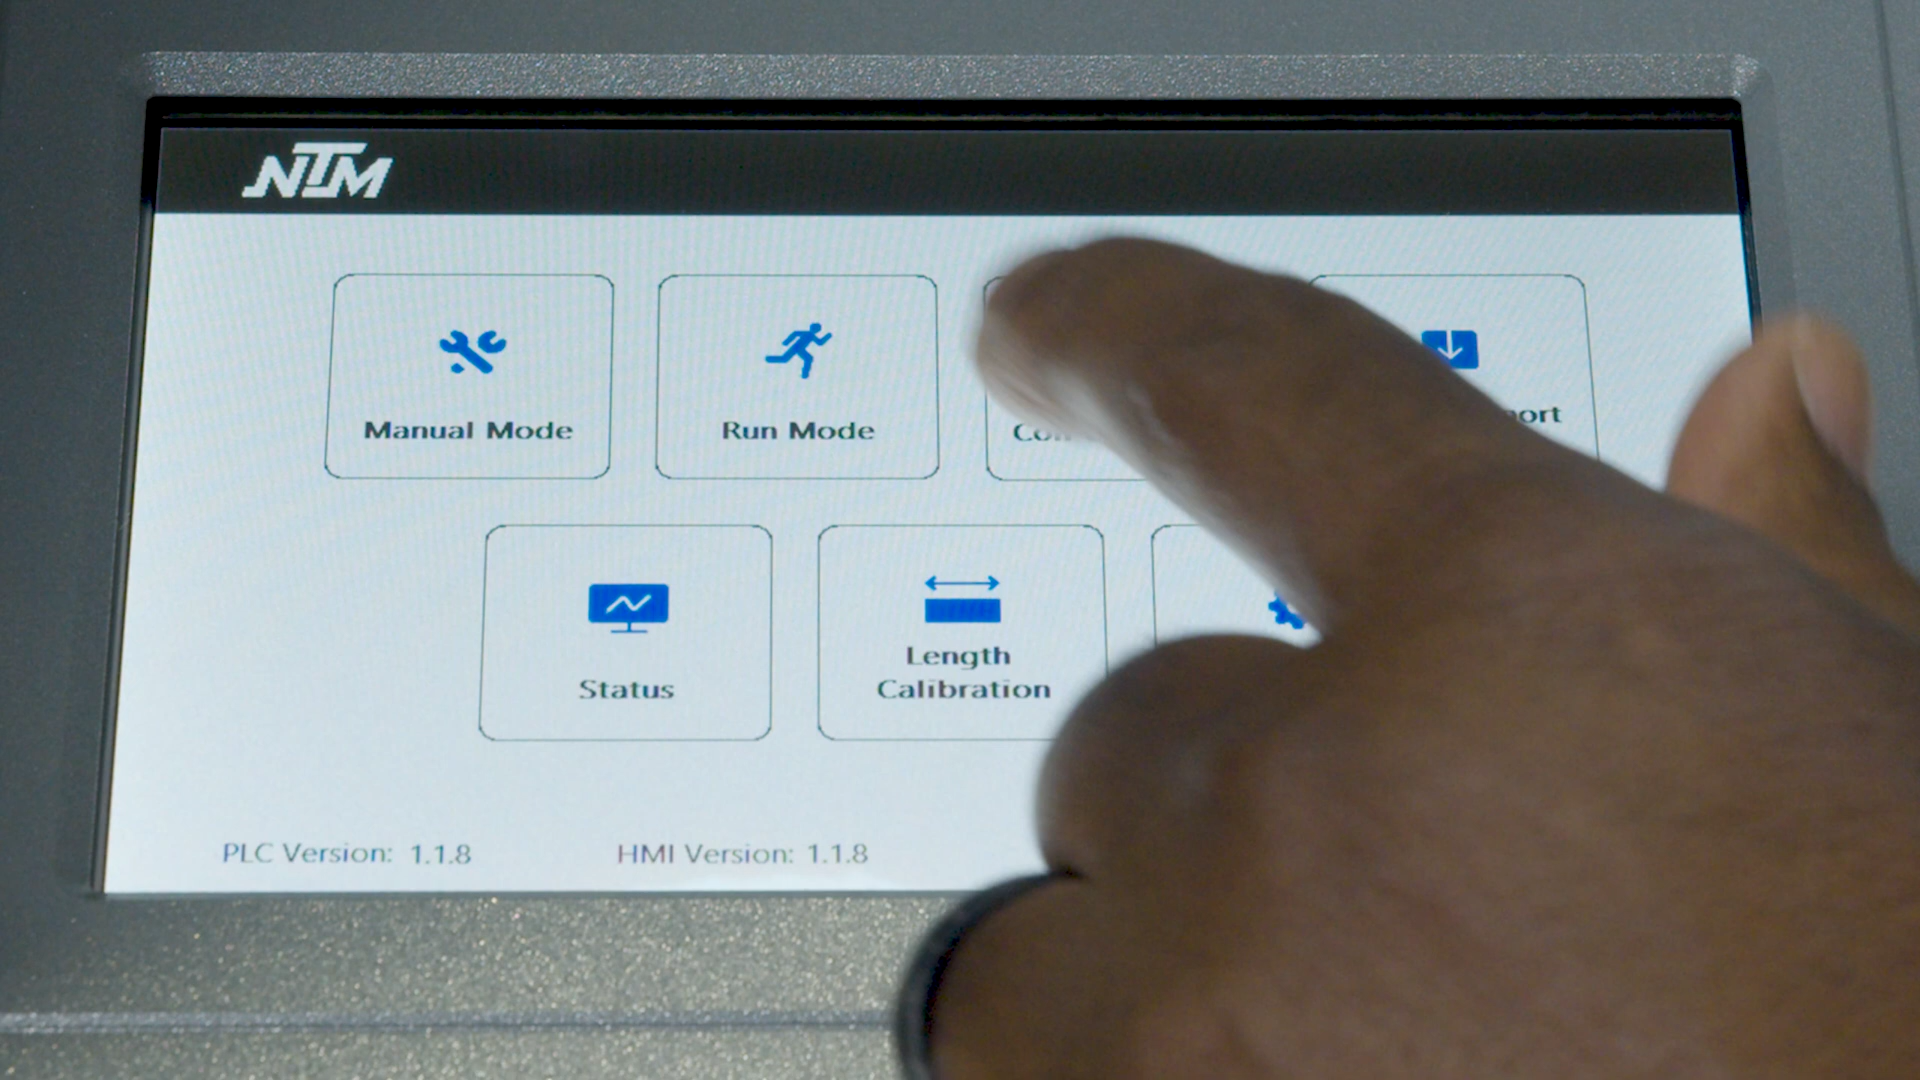 NTM
Manual Mode
Run Mode
Status
Length
Calibration
PLC Version: 1.1.8
HMI Version: 1.1.8